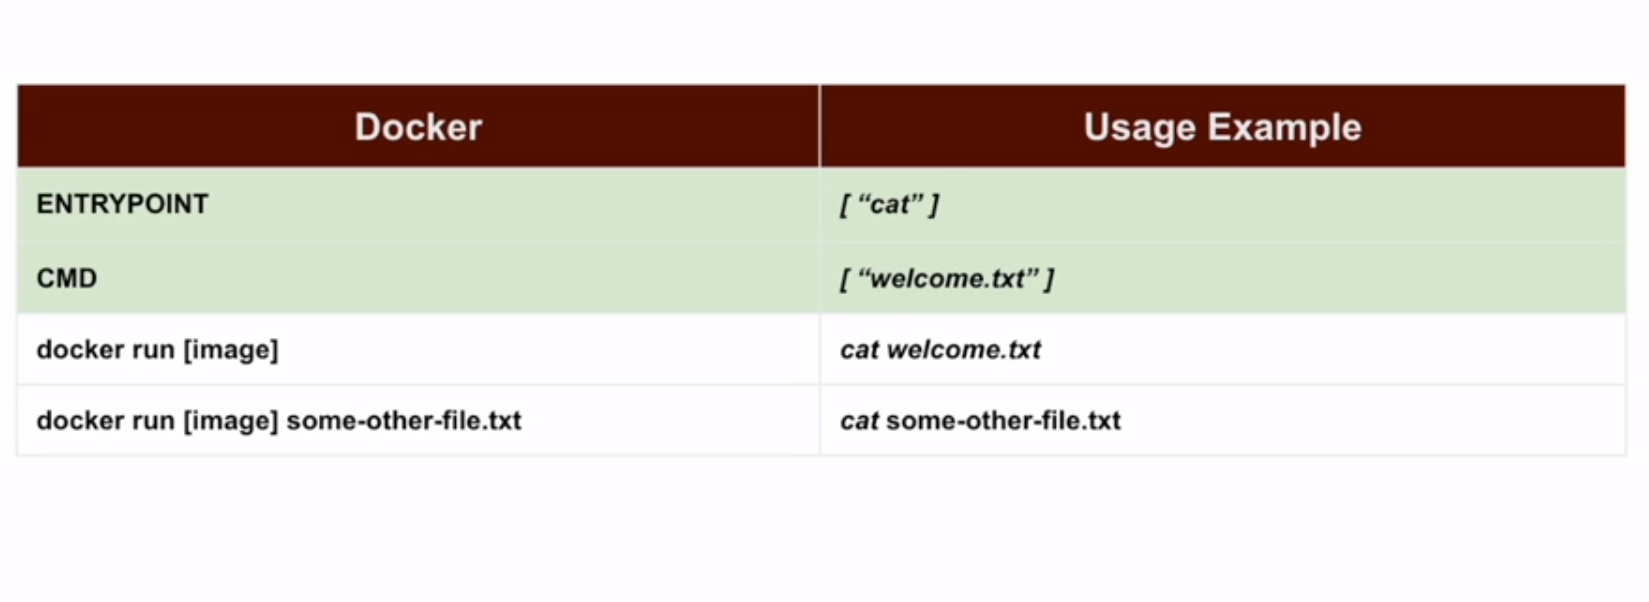 Docker Usage Example
ENTRYPOINT [ “cat” ]
CMD [ “welcome.txt” ]
docker run [image] cat welcome.txt
docker run [image] some-other-file.txt cat some-other-file.txt